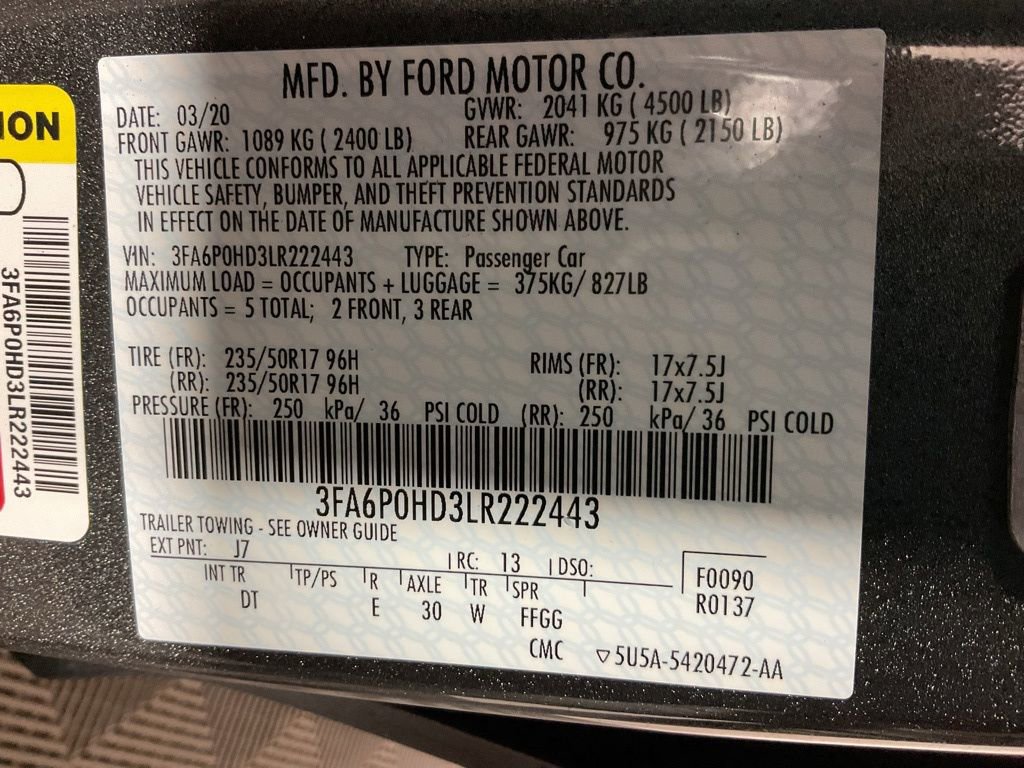 MFD. BY FORD MOTOR CO.
DATE: 03/20 GVWR: 2041 KG ( 4500 LB)
FRONT GAWR: 1089 KG ( 2400 LB) REAR GAWR: 975 KG ( 2150 LB)
THIS VEHICLE CONFORMS TO ALL APPLICABLE FEDERAL MOTOR
VEHICLE SAFETY, BUMPER, AND THEFT PREVENTION STANDARDS
IN EFFECT ON THE DATE OF MANUFACTURE SHOWN ABOVE.
VIN: 3FA6P0HD3LR222443 TYPE: Passenger Car
MAXIMUM LOAD = OCCUPANTS + LUGGAGE = 375KG/ 827LB
OCCUPANTS = 5 TOTAL; 2 FRONT, 3 REAR
TIRE (FR): 235/50R17 96H RIMS (FR): 17x7.5J
(RR): 235/50R17 96H (RR): 17x7.5J
PRESSURE (FR): 250 kPa/ 36 PSI COLD (RR): 250 kPa/ 36 PSI COLD
3FA6P0HD3LR222443
TRAILER TOWING - SEE OWNER GUIDE
EXT PNT: J7 RC: 13 DSO:
INT TR TP/PS R AXLE TR SPR
DT E 30 W FFGG
F0090
R0137
CMC ▽5U5A-5420472-AA
ION
3FA6P0HD3LR222443